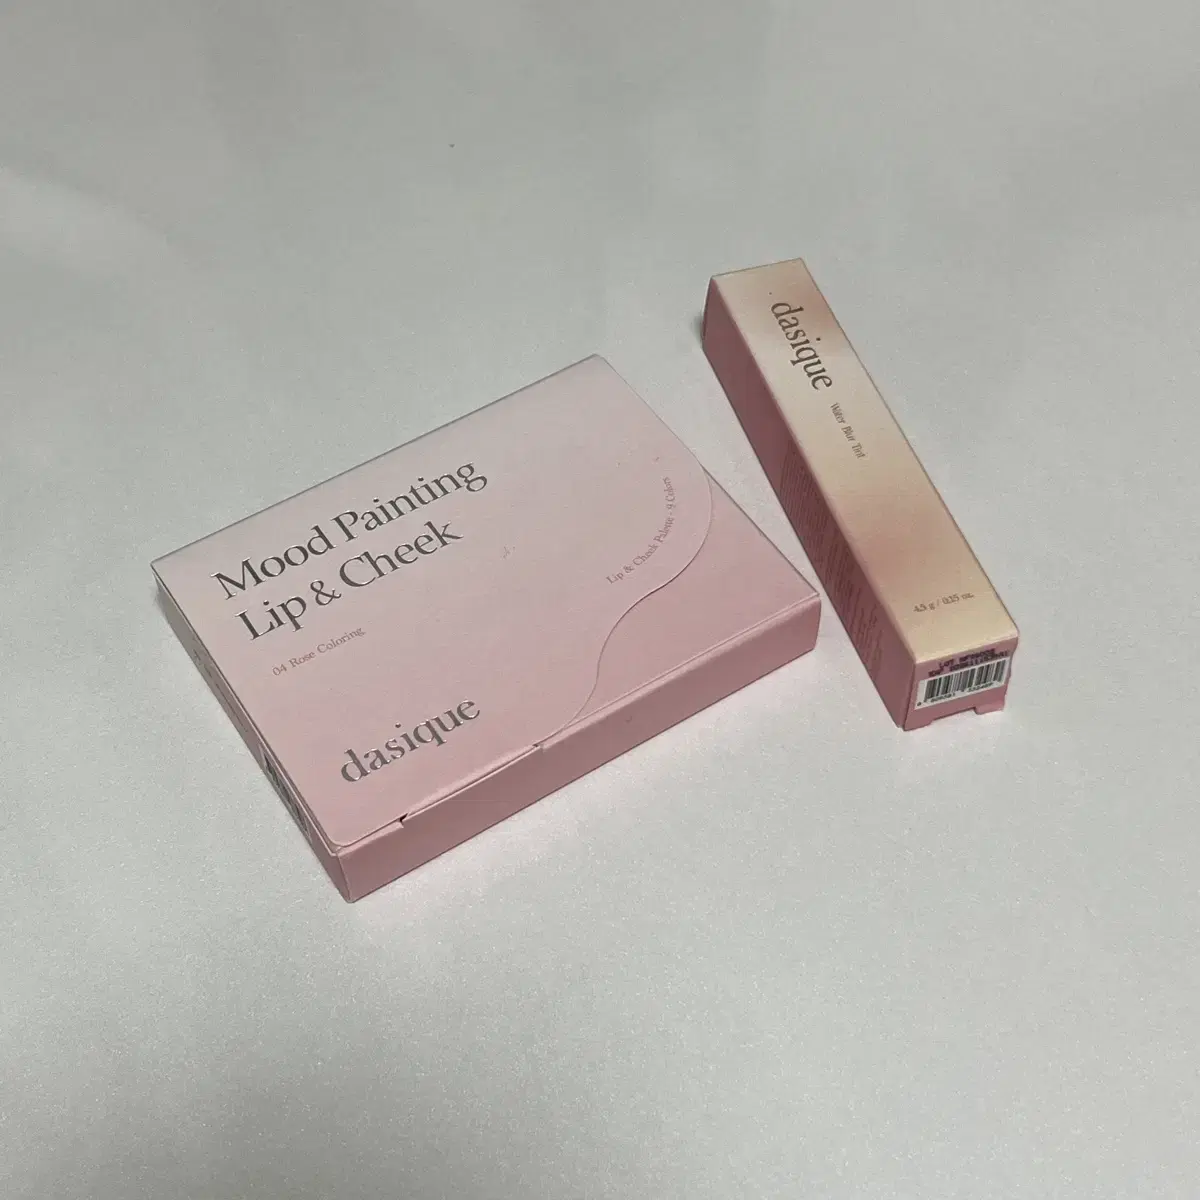 Mood Painting
Lip & Cheek
04 Rose Coloring
Lip & Cheek Palette · 9 Colors
dasique
dasique
Water Blur Tint
4.5 g / 0.15 oz.